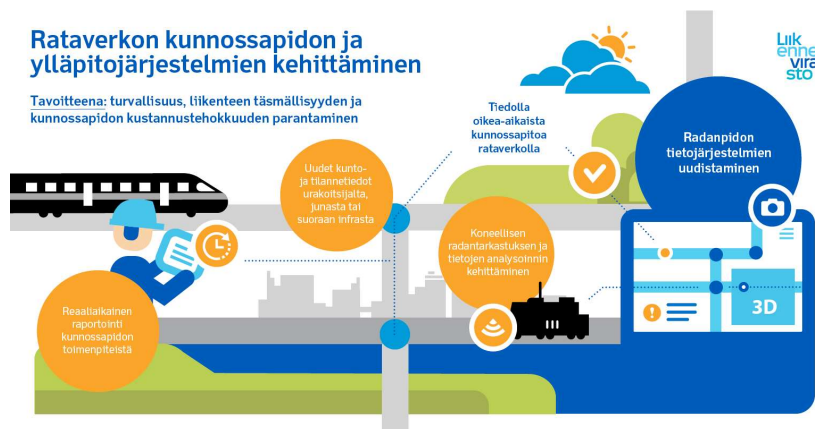 Rataverkon kunnossapidon ja
ylläpitojärjestelmien kehittäminen
Tavoitteena: turvallisuus, liikenteen täsmällisyyden ja
kunnossapidon kustannustehokkuuden parantaminen
Liik
enne
vira
sto
Tiedolla
oikea-aikaista
kunnossapitoa
rataverkolla
Radanpidon
tietojärjestelmien
uudistaminen
Uudet kunto-
ja tilannetiedot
urakoitsijalta,
junasta tai
suoraan infrasta
Koneellisen
radantarkastuksen ja
tietojen analysoinnin
kehittäminen
Reaaliaikainen
raportointi
kunnossapidon
toimenpiteistä
3D